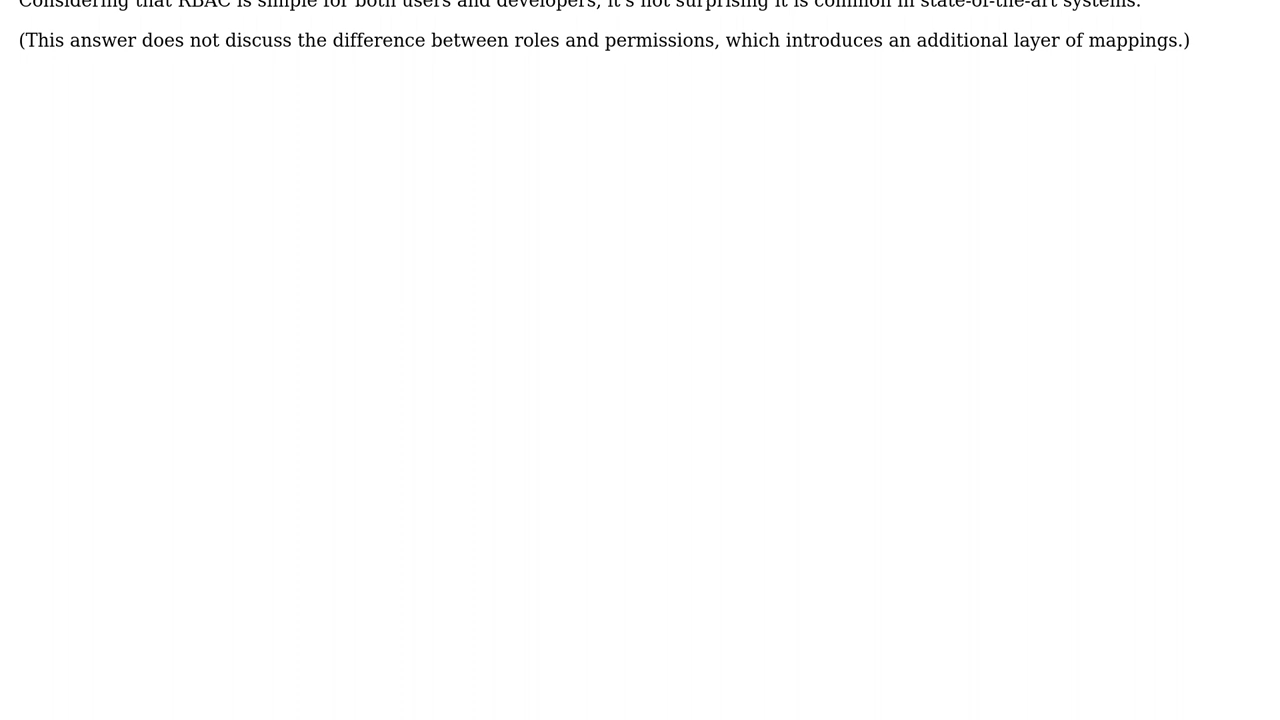 Considering that RBAC is simple for both users and developers, it's not surprising it is common in state-of-the-art systems.
(This answer does not discuss the difference between roles and permissions, which introduces an additional layer of mappings.)